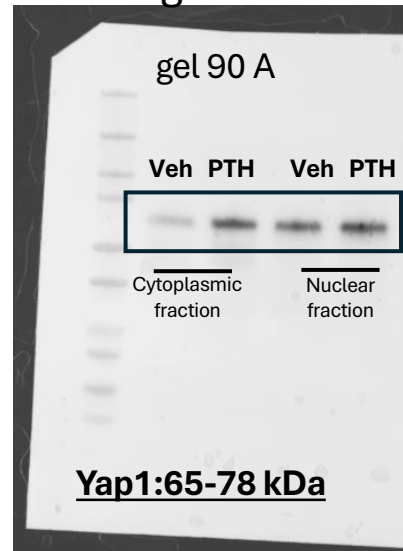 gel 90 A
Veh PTH Veh PTH
Cytoplasmic Nuclear
fraction fraction
Yap1:65-78 kDa